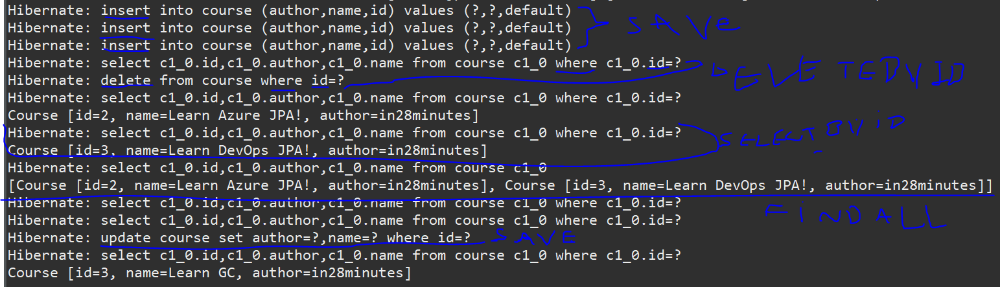 Hibernate: insert into course (author,name,id) values (?,?,default)
Hibernate: insert into course (author,name,id) values (?,?,default) SAVE
Hibernate: insert into course (author,name,id) values (?,?,default)
Hibernate: select c1_0.id,c1_0.author,c1_0.name from course c1_0 where c1_0.id=? DELETEBYID
Hibernate: delete from course where id=?
Hibernate: select c1_0.id,c1_0.author,c1_0.name from course c1_0 where c1_0.id=?
Course [id=2, name=Learn Azure JPA!, author=in28minutes]
Hibernate: select c1_0.id,c1_0.author,c1_0.name from course c1_0 where c1_0.id=? SELECT BY iD
Course [id=3, name=Learn DevOps JPA!, author=in28minutes]
Hibernate: select c1_0.id,c1_0.author,c1_0.name from course c1_0
[Course [id=2, name=Learn Azure JPA!, author=in28minutes], Course [id=3, name=Learn DevOps JPA!, author=in28minutes]]
Hibernate: select c1_0.id,c1_0.author,c1_0.name from course c1_0 where c1_0.id=? FiNDALL
Hibernate: select c1_0.id,c1_0.author,c1_0.name from course c1_0 where c1_0.id=?
Hibernate: update course set author=?,name=? where id=? SAVE
Hibernate: select c1_0.id,c1_0.author,c1_0.name from course c1_0 where c1_0.id=?
Course [id=3, name=Learn GC, author=in28minutes]